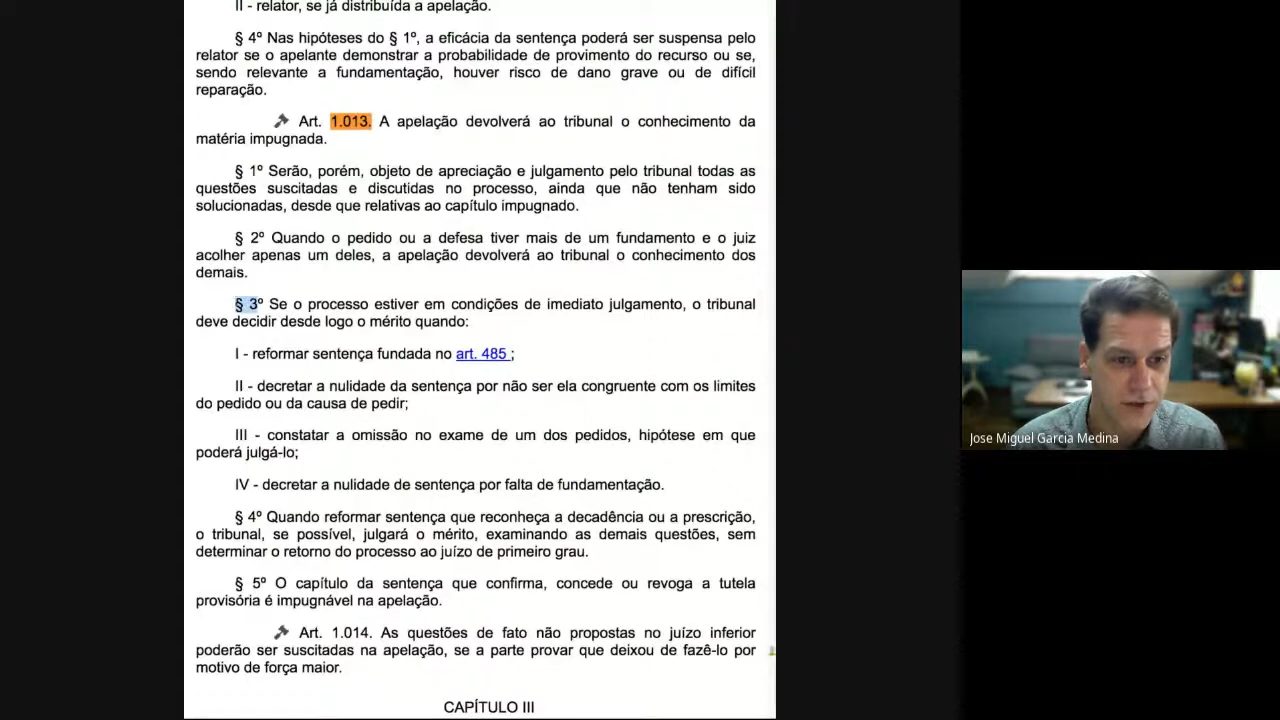 II - relator, se já distribuída a apelação.
§ 4º Nas hipóteses do § 1º, a eficácia da sentença poderá ser suspensa pelo
relator se o apelante demonstrar a probabilidade de provimento do recurso ou se,
sendo relevante a fundamentação, houver risco de dano grave ou de difícil
reparação.
Art. 1.013. A apelação devolverá ao tribunal o conhecimento da
matéria impugnada.
§ 1º Serão, porém, objeto de apreciação e julgamento pelo tribunal todas as
questões suscitadas e discutidas no processo, ainda que não tenham sido
solucionadas, desde que relativas ao capítulo impugnado.
§ 2º Quando o pedido ou a defesa tiver mais de um fundamento e o juiz
acolher apenas um deles, a apelação devolverá ao tribunal o conhecimento dos
demais.
§ 3º Se o processo estiver em condições de imediato julgamento, o tribunal
deve decidir desde logo o mérito quando:
I - reformar sentença fundada no art. 485 ;
II - decretar a nulidade da sentença por não ser ela congruente com os limites
do pedido ou da causa de pedir;
III - constatar a omissão no exame de um dos pedidos, hipótese em que
poderá julgá-lo;
IV - decretar a nulidade de sentença por falta de fundamentação.
§ 4º Quando reformar sentença que reconheça a decadência ou a prescrição,
o tribunal, se possível, julgará o mérito, examinando as demais questões, sem
determinar o retorno do processo ao juízo de primeiro grau.
§ 5º O capítulo da sentença que confirma, concede ou revoga a tutela
provisória é impugnável na apelação.
Art. 1.014. As questões de fato não propostas no juízo inferior
poderão ser suscitadas na apelação, se a parte provar que deixou de fazê-lo por
motivo de força maior.
CAPÍTULO III
Jose Miguel Garcia Medina